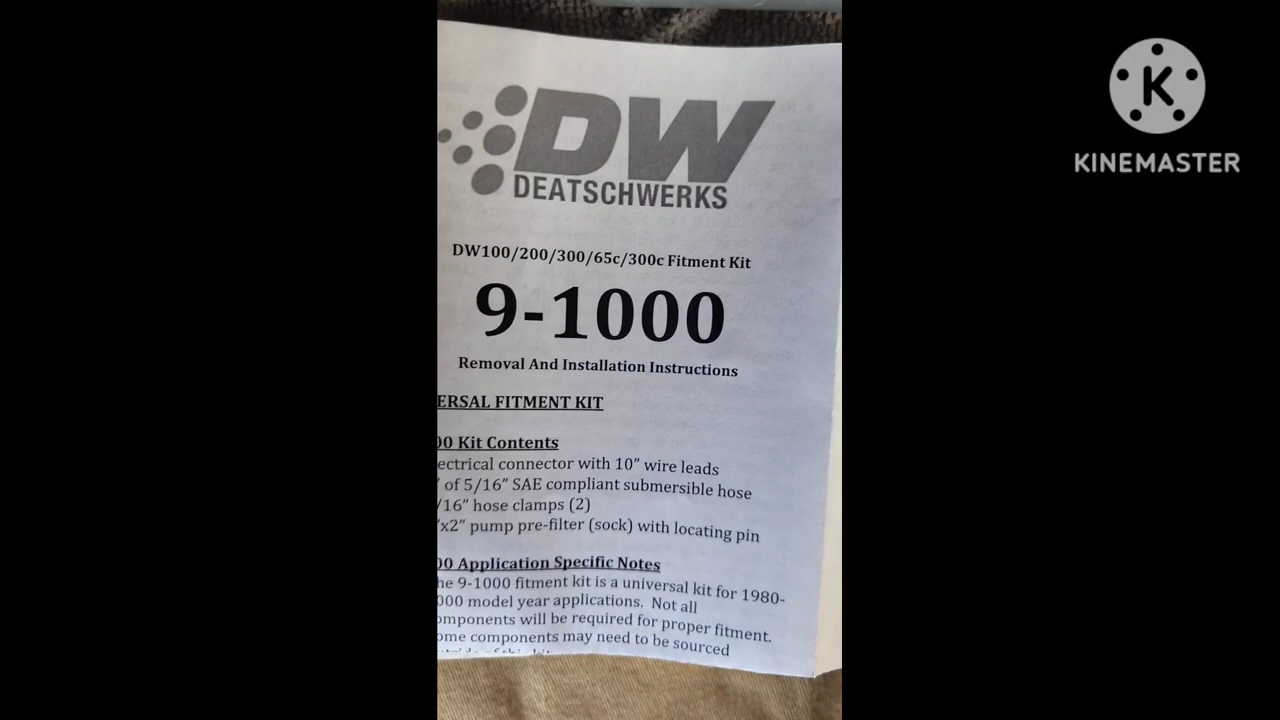 DW
DEATSCHWERKS
DW100/200/300/65c/300c Fitment Kit
9-1000
Removal And Installation Instructions
ERSAL FITMENT KIT
00 Kit Contents
ectrical connector with 10” wire leads
of 5/16” SAE compliant submersible hose
/16” hose clamps (2)
”x2” pump pre-filter (sock) with locating pin
00 Application Specific Notes
he 9-1000 fitment kit is a universal kit for 1980-
000 model year applications. Not all
omponents will be required for proper fitment.
ome components may need to be sourced
K
KINEMASTER